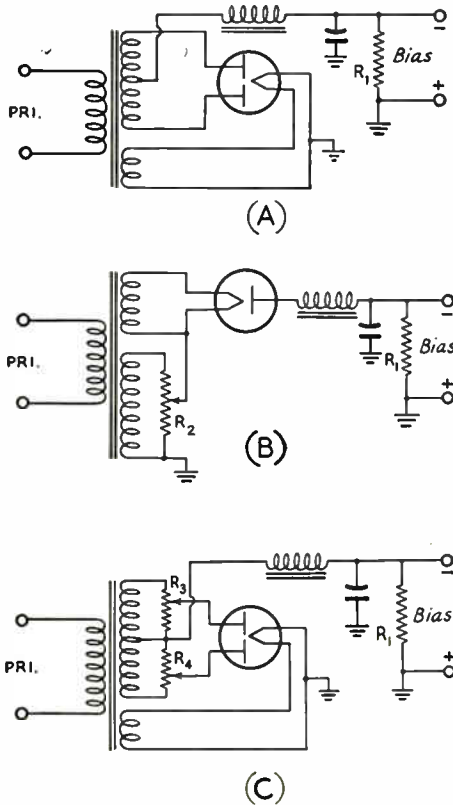 −
PRI.
R₁
Bias
+
(A)
−
PRI.
R₁
Bias
+
R₂
(B)
−
R₃
R₁
Bias
PRI.
R₄
+
(C)